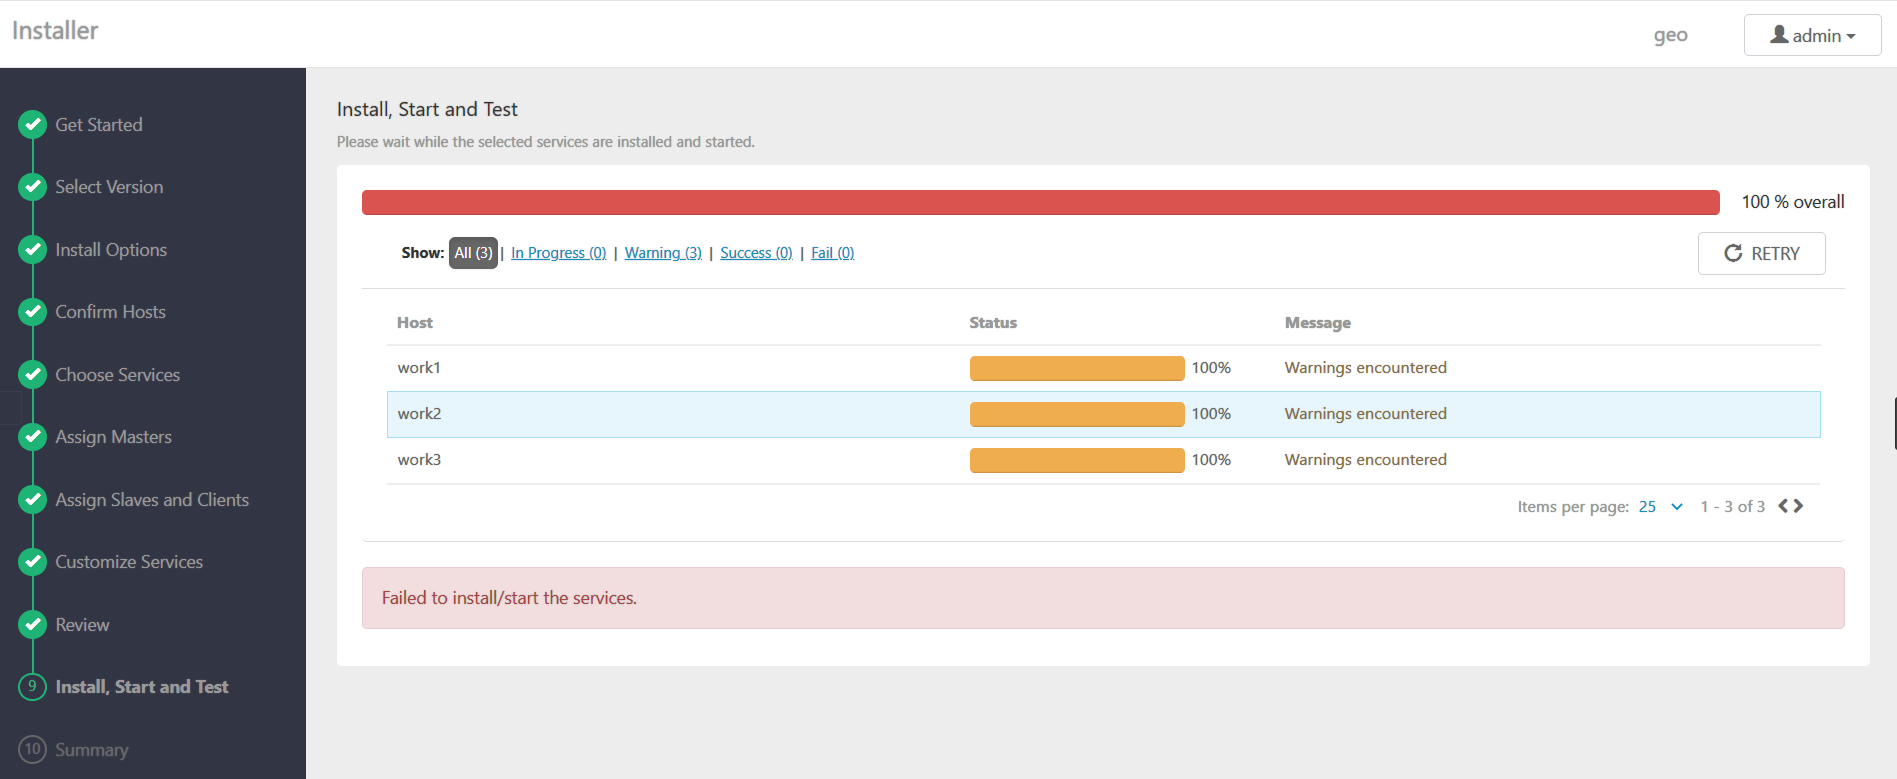 Installer
geo
admin
Get Started
Select Version
Install Options
Confirm Hosts
Choose Services
Assign Masters
Assign Slaves and Clients
Customize Services
Review
9 Install, Start and Test
10 Summary
Install, Start and Test
Please wait while the selected services are installed and started.
100 % overall
Show: All (3) | In Progress (0) | Warning (3) | Success (0) | Fail (0)
RETRY
Host Status Message
work1 100% Warnings encountered
work2 100% Warnings encountered
work3 100% Warnings encountered
Items per page: 25 1 - 3 of 3
Failed to install/start the services.